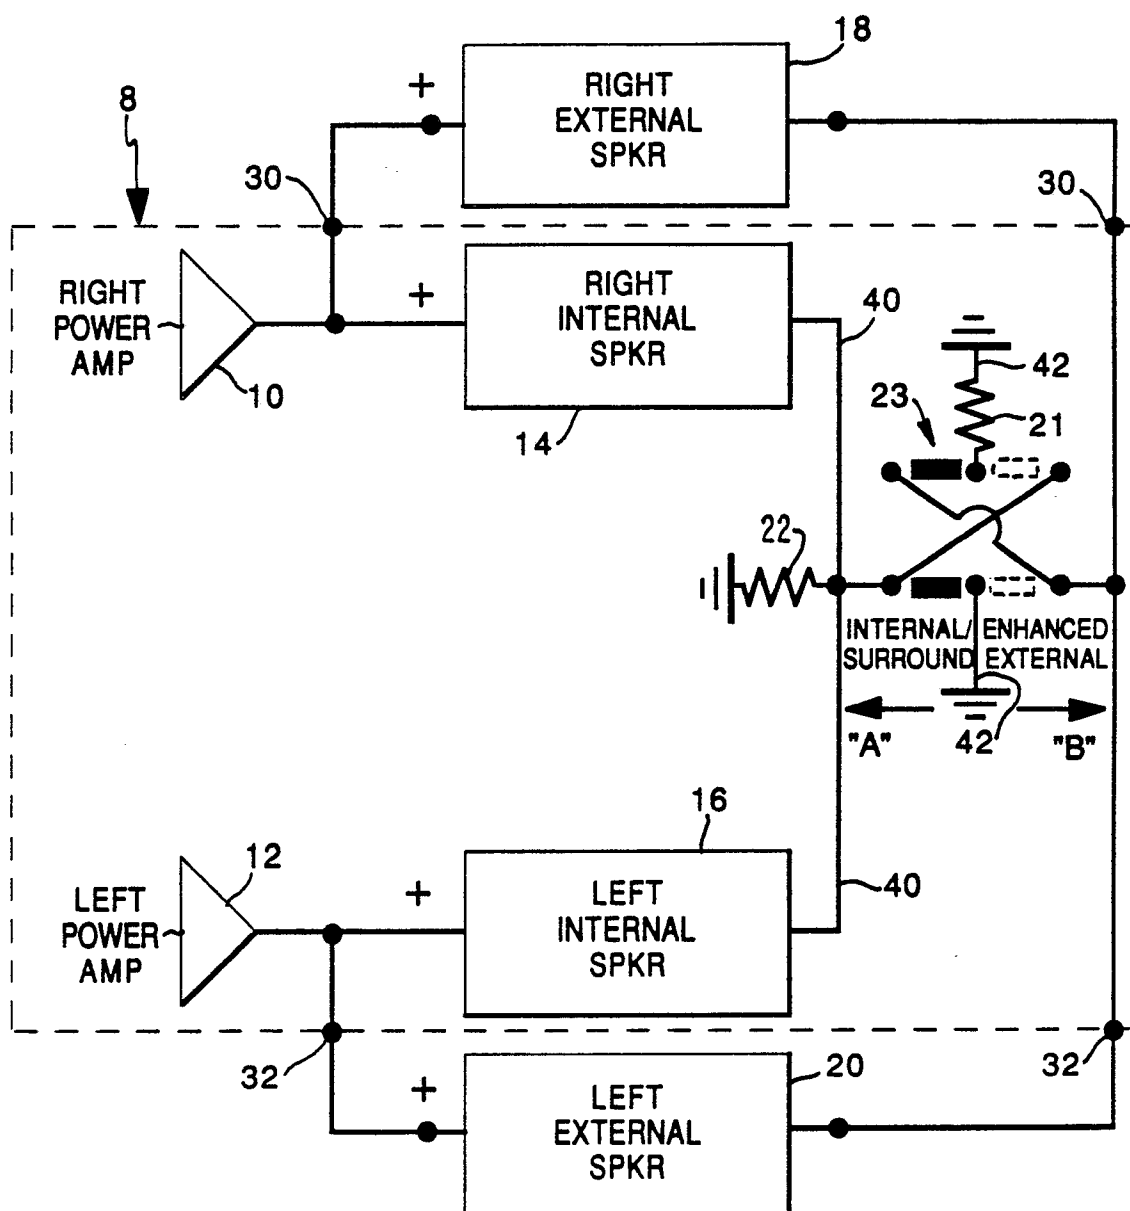 18
+
RIGHT
EXTERNAL
SPKR
8
30
30
RIGHT
POWER
AMP
10
+
RIGHT
INTERNAL
SPKR
14
40
42
23
21
22
INTERNAL/ ENHANCED
SURROUND EXTERNAL
"A"
42
"B"
16
12
LEFT
POWER
AMP
+
LEFT
INTERNAL
SPKR
40
32
32
+
LEFT
EXTERNAL
SPKR
20